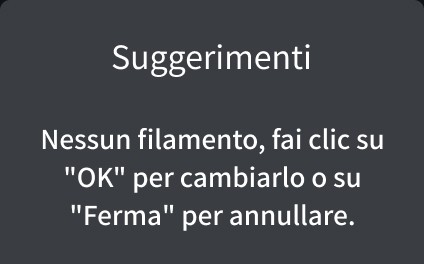 Suggerimenti
Nessun filamento, fai clic su
"OK" per cambiarlo o su
"Ferma" per annullare.